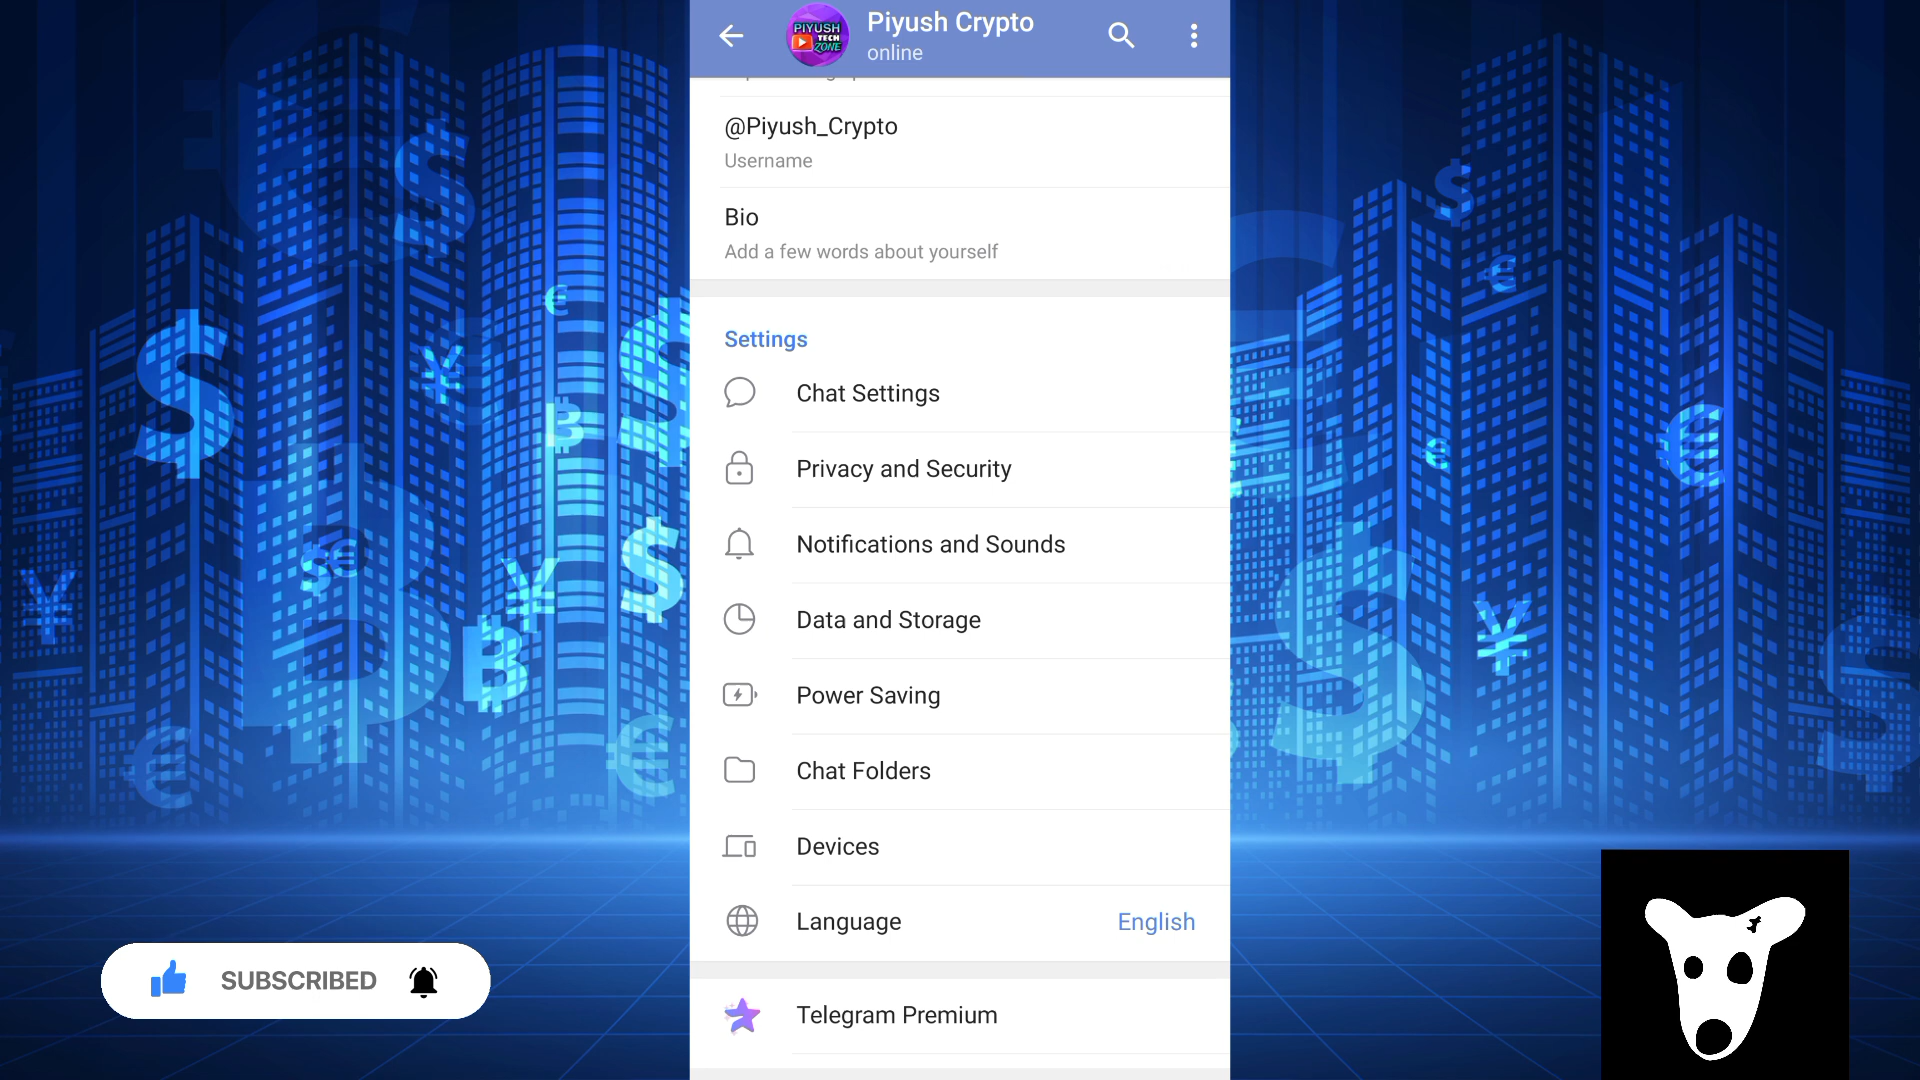 Piyush Crypto
online
PIYUSH
TECH
ZONE
@Piyush_Crypto
Username
Bio
Add a few words about yourself
Settings
Chat Settings
Privacy and Security
Notifications and Sounds
Data and Storage
Power Saving
Chat Folders
Devices
Language English
Telegram Premium
SUBSCRIBED